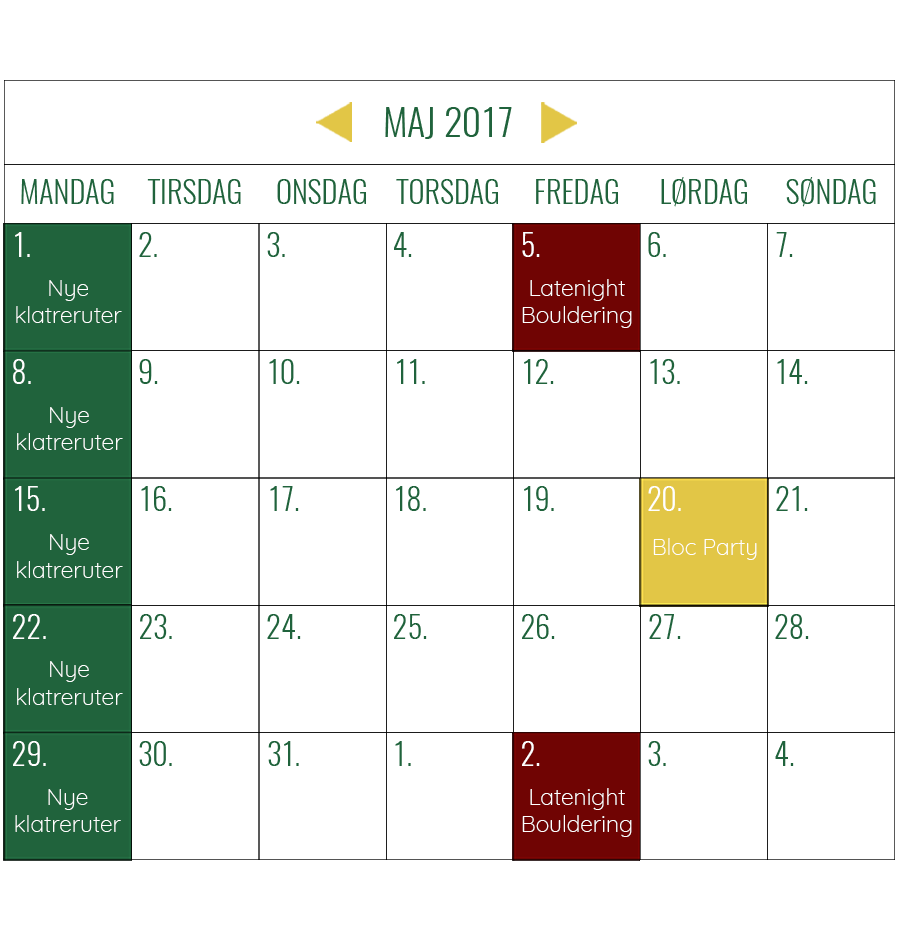 MAJ 2017
MANDAG TIRSDAG ONSDAG TORSDAG FREDAG LØRDAG SØNDAG
1. 2. 3. 4. 5. 6. 7.
Nye Latenight
klatreruter Bouldering
8. 9. 10. 11. 12. 13. 14.
Nye
klatreruter
15. 16. 17. 18. 19. 20. 21.
Nye Bloc Party
klatreruter
22. 23. 24. 25. 26. 27. 28.
Nye
klatreruter
29. 30. 31. 1. 2. 3. 4.
Nye Latenight
klatreruter Bouldering